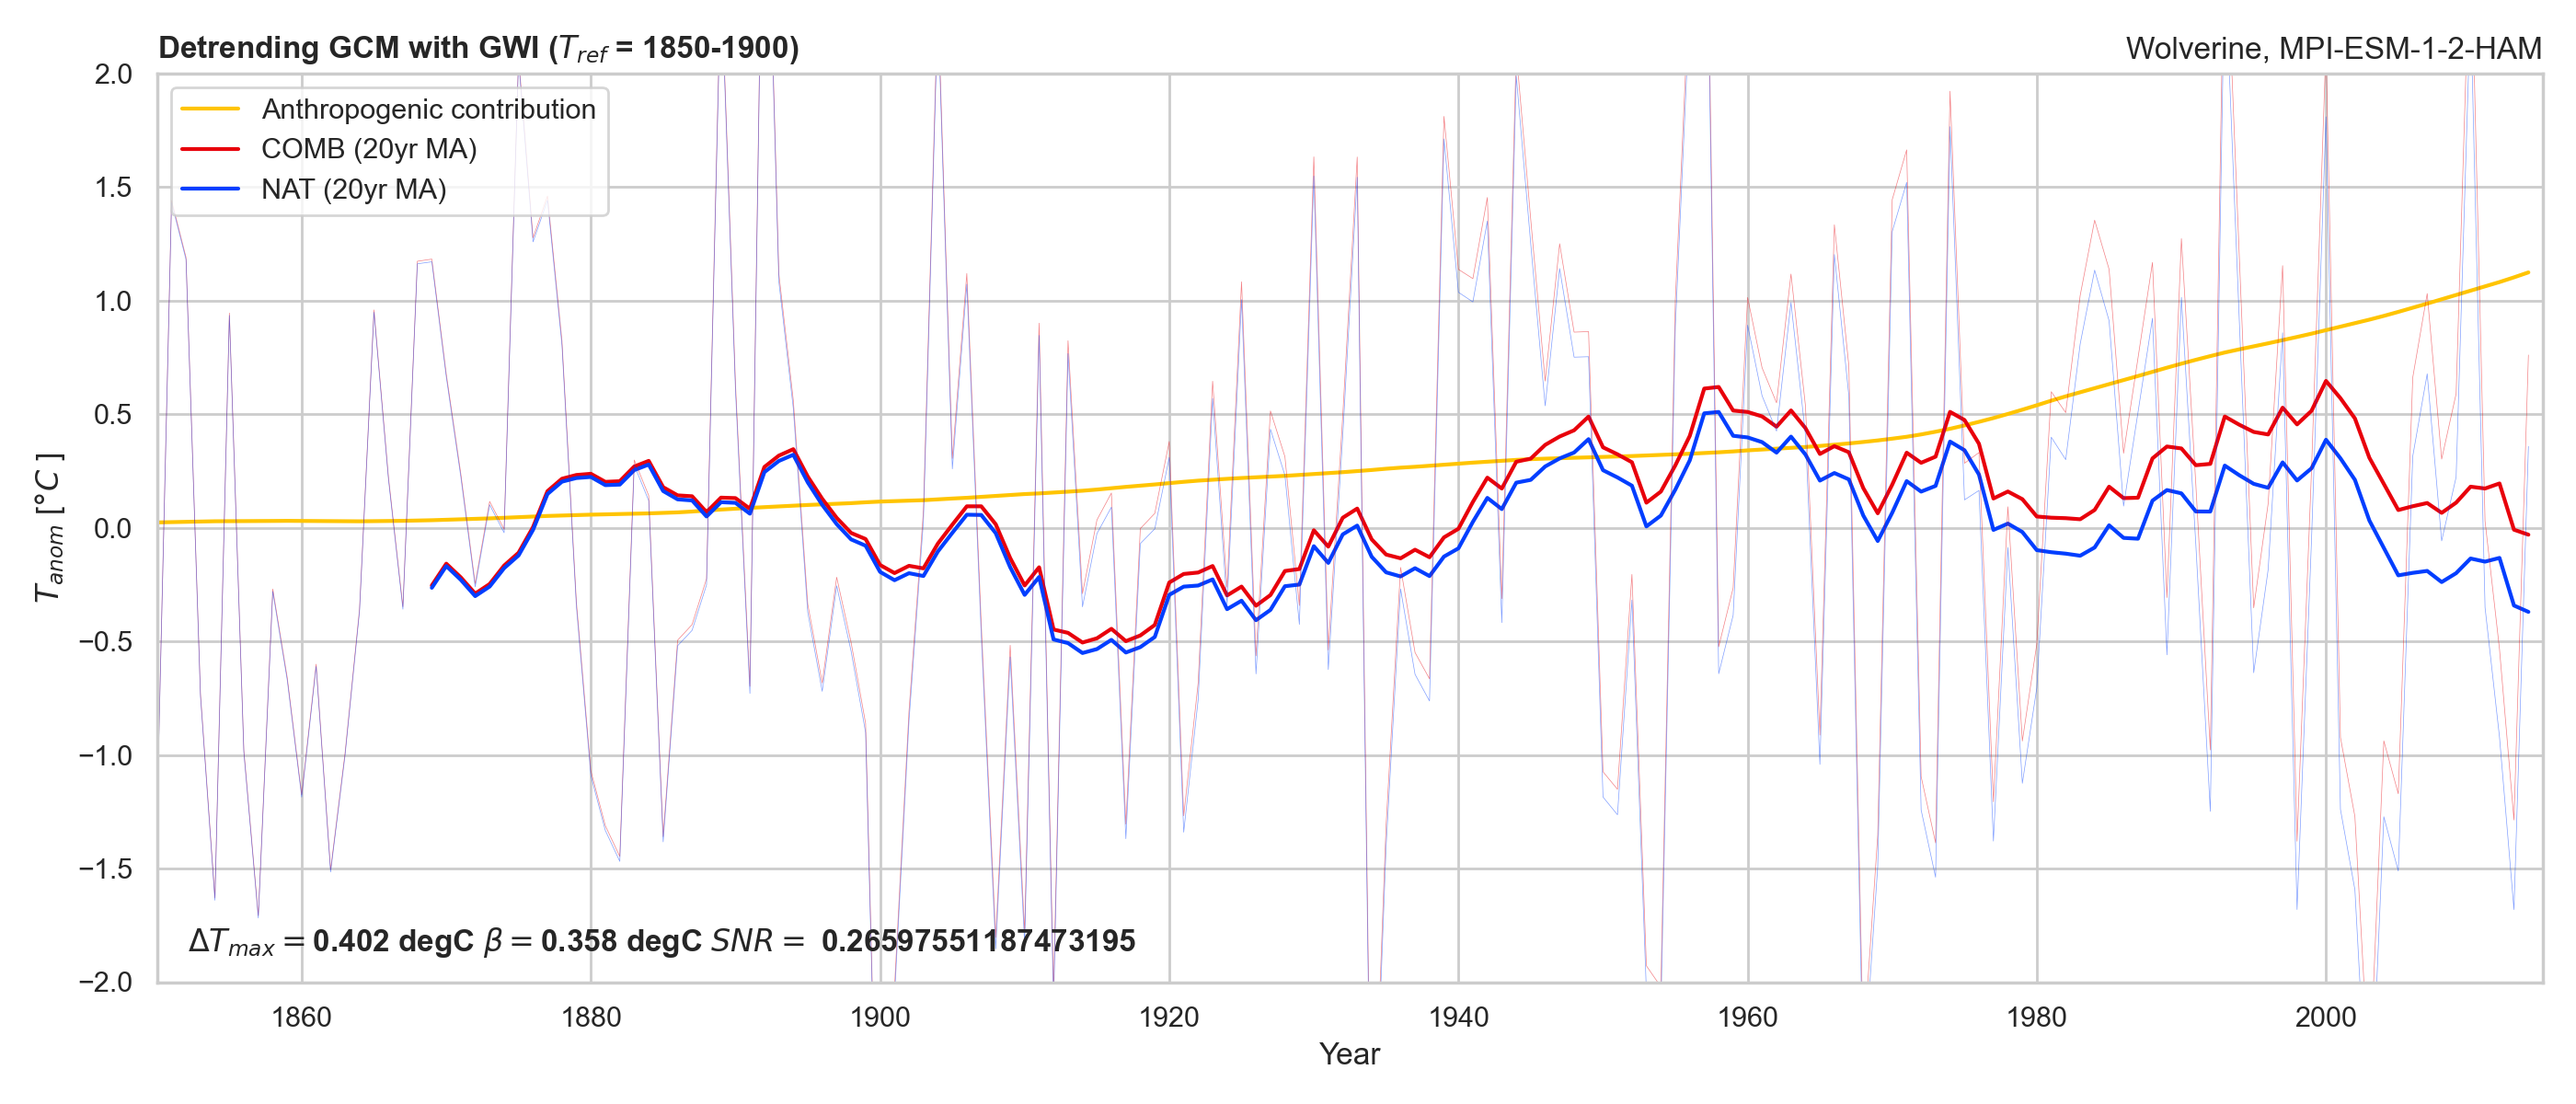 Detrending GCM with GWI (T_ref = 1850-1900)
Wolverine, MPI-ESM-1-2-HAM
2.0
1.5
1.0
0.5
0.0
−0.5
−1.0
−1.5
−2.0
T_anom [°C ]
Anthropogenic contribution
COMB (20yr MA)
NAT (20yr MA)
ΔT_max = 0.402 degC β = 0.358 degC SNR = 0.26597551187473195
1860 1880 1900 1920 1940 1960 1980 2000
Year